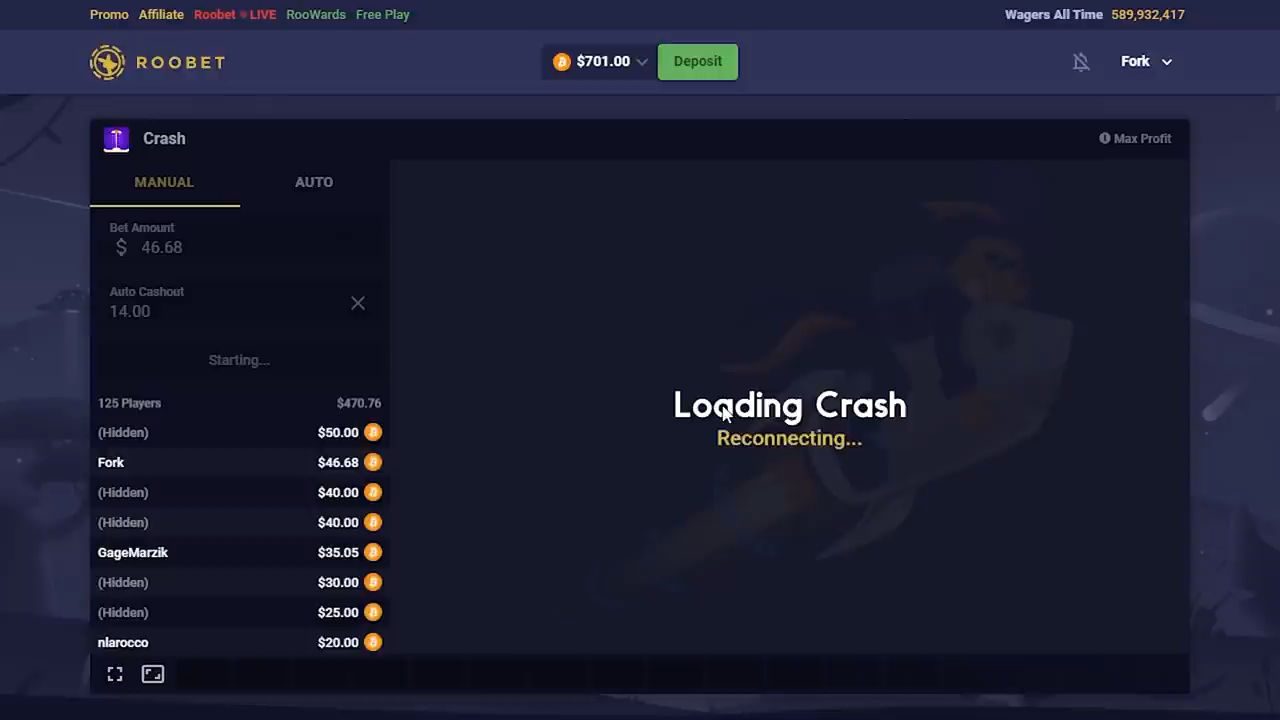 Promo Affiliate Roobet LIVE RooWards Free Play Wagers All Time 589,932,417
ROOBET $701.00 Deposit Fork
Crash Max Profit
MANUAL AUTO
Bet Amount
$ 46.68
Auto Cashout
14.00
Starting...
125 Players $470.76
(Hidden) $50.00
Fork $46.68
(Hidden) $40.00
(Hidden) $40.00
GageMarzik $35.05
(Hidden) $30.00
(Hidden) $25.00
nlarocco $20.00
Loading Crash
Reconnecting...